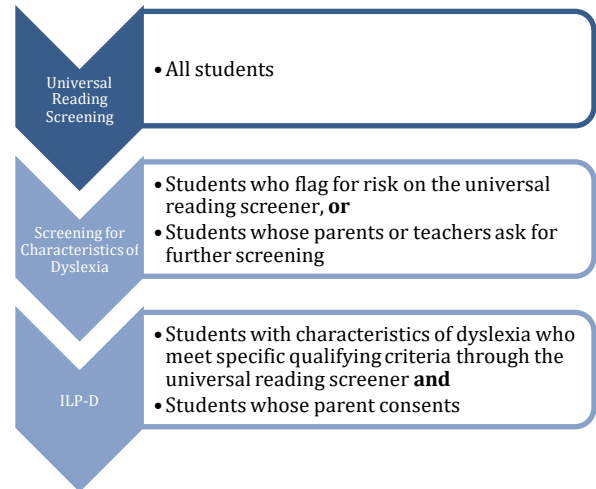 Universal
Reading
Screening
• All students
Screening for
Characteristics of
Dyslexia
• Students who flag for risk on the universal
reading screener, or
• Students whose parents or teachers ask for
further screening
ILP-D
• Students with characteristics of dyslexia who
meet specific qualifying criteria through the
universal reading screener and
• Students whose parent consents